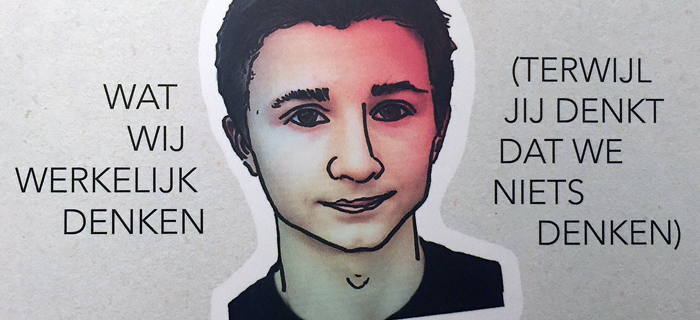 WAT
WIJ
WERKELIJK
DENKEN
(TERWIJL
JIJ DENKT
DAT WE
NIETS
DENKEN)